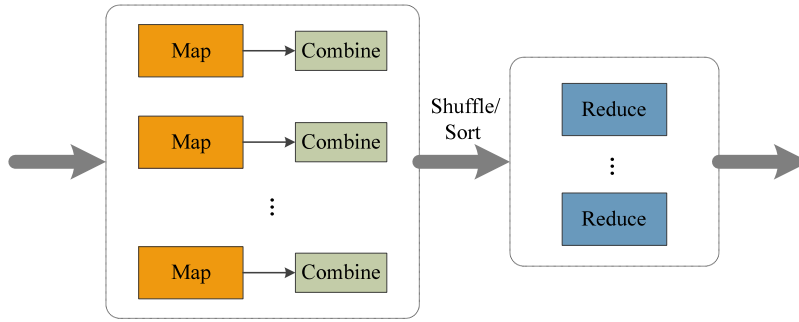 Map
Combine
Map
Combine
Map
Combine
Shuffle/
Sort
Reduce
Reduce